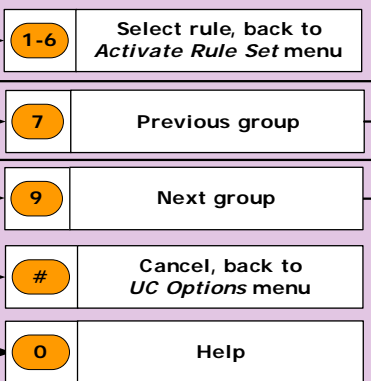 1-6
Select rule, back to
Activate Rule Set menu
7
Previous group
9
Next group
#
Cancel, back to
UC Options menu
0
Help